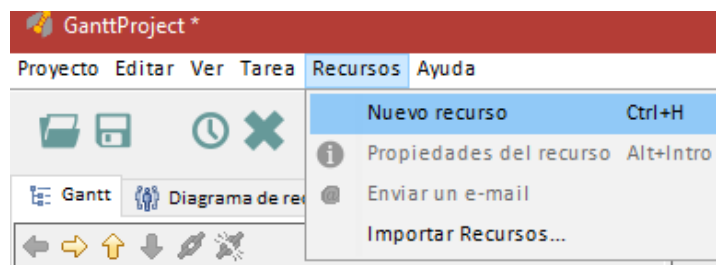 GanttProject *
Proyecto Editar Ver Tarea Recursos Ayuda
Nuevo recurso Ctrl+H
Propiedades del recurso Alt+Intro
Enviar un e-mail
Importar Recursos...
Gantt Diagrama de